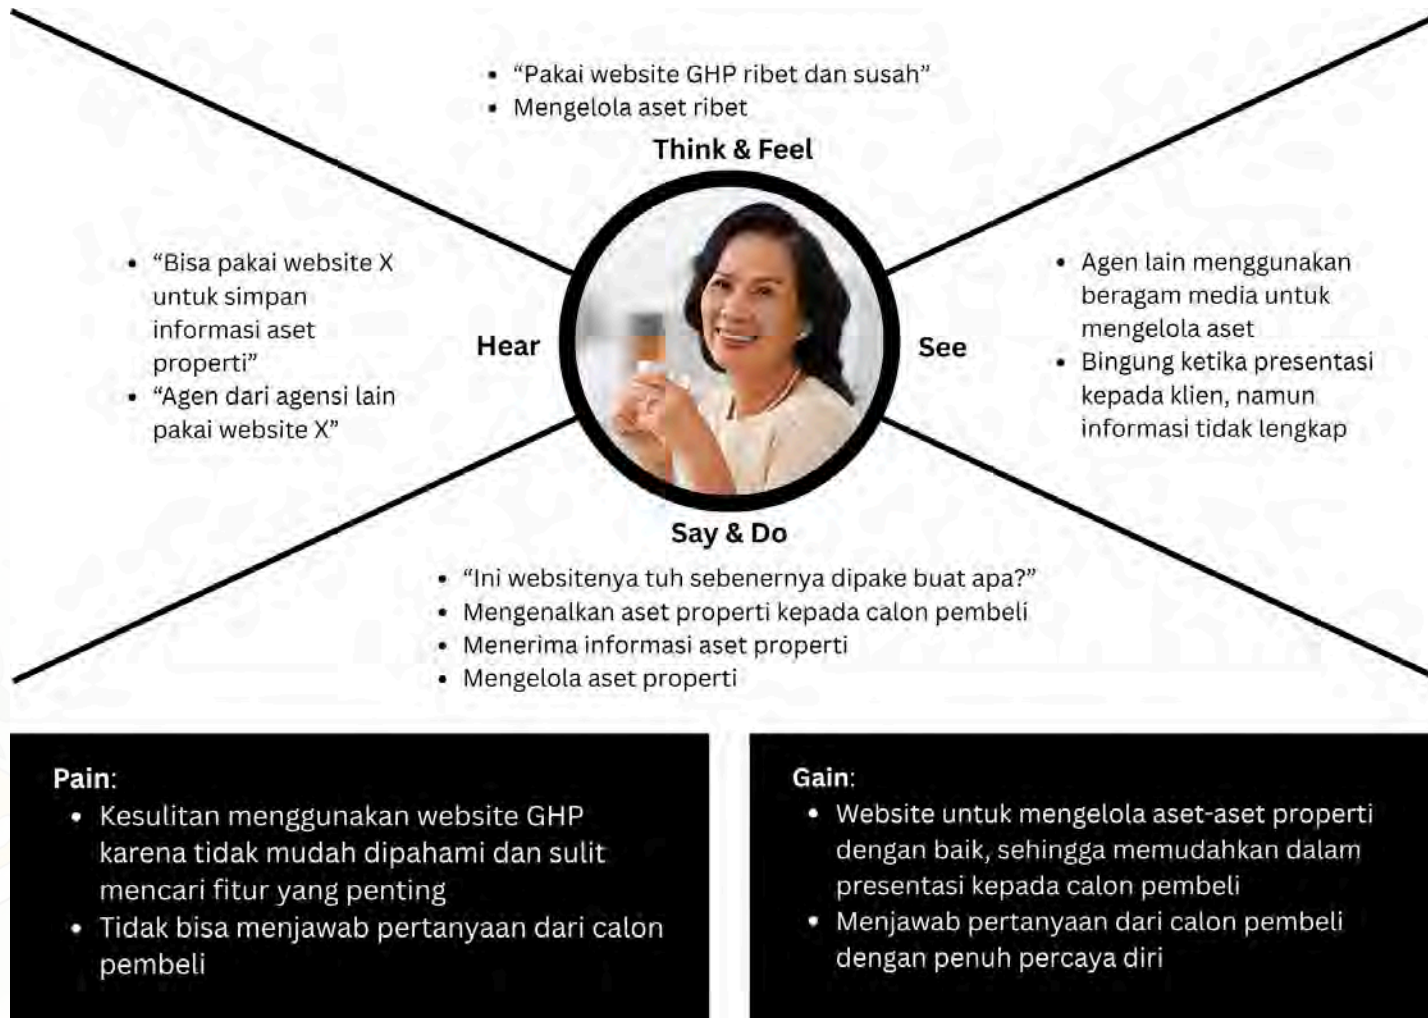 • “Pakai website GHP ribet dan susah”
• Mengelola aset ribet
Think & Feel
• “Bisa pakai website X
untuk simpan
informasi aset
properti”
• “Agen dari agensi lain
pakai website X”
Hear
See
• Agen lain menggunakan
beragam media untuk
mengelola aset
• Bingung ketika presentasi
kepada klien, namun
informasi tidak lengkap
Say & Do
• “Ini websitenya tuh sebenernya dipake buat apa?”
• Mengenalkan aset properti kepada calon pembeli
• Menerima informasi aset properti
• Mengelola aset properti
Pain:
• Kesulitan menggunakan website GHP
karena tidak mudah dipahami dan sulit
mencari fitur yang penting
• Tidak bisa menjawab pertanyaan dari calon
pembeli
Gain:
• Website untuk mengelola aset-aset properti
dengan baik, sehingga memudahkan dalam
presentasi kepada calon pembeli
• Menjawab pertanyaan dari calon pembeli
dengan penuh percaya diri